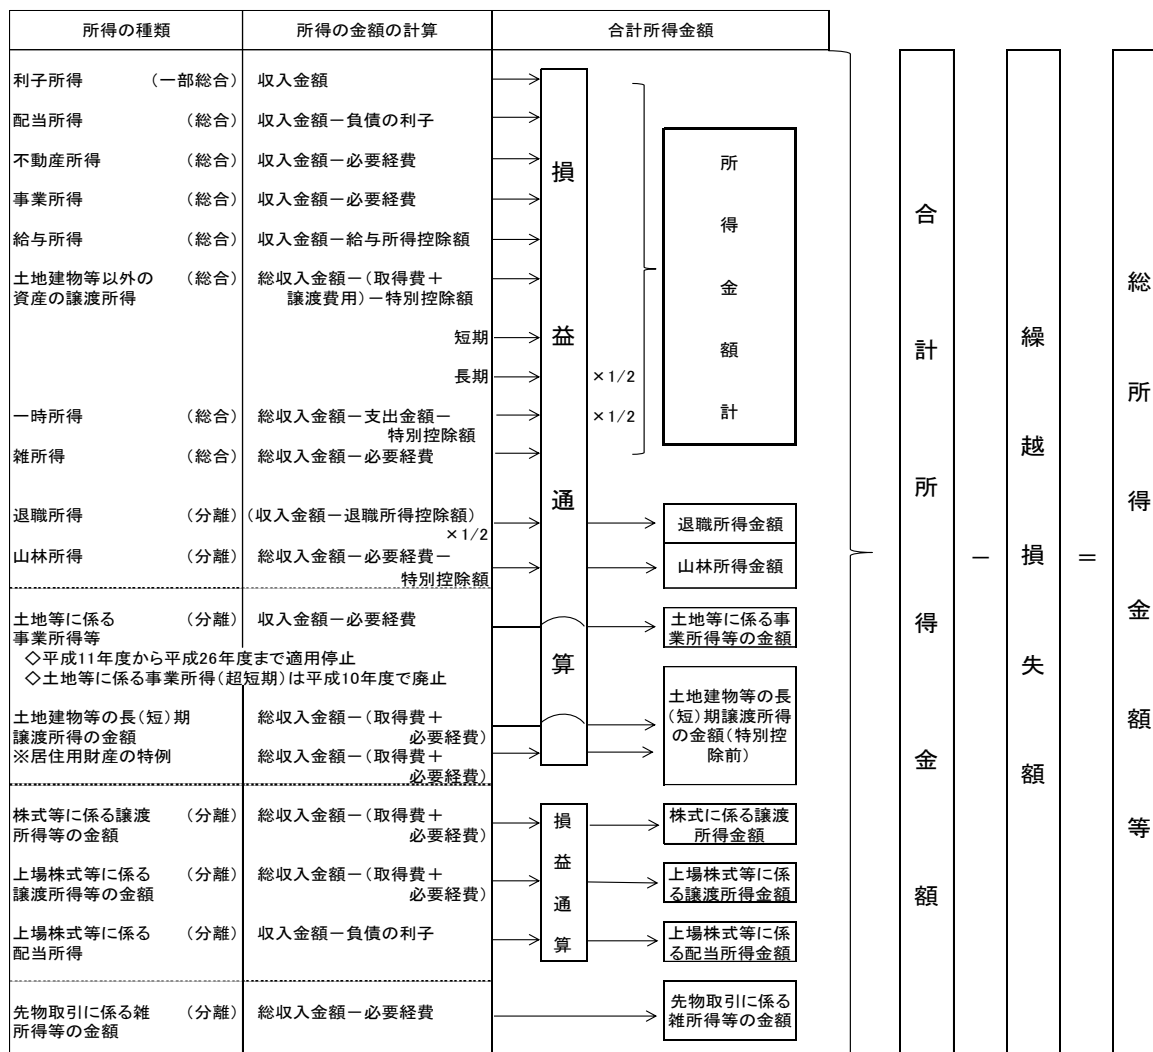 所得の種類 所得の金額の計算 合計所得金額
利子所得 (一部総合) 収入金額
配当所得 (総合) 収入金額－負債の利子
不動産所得 (総合) 収入金額－必要経費
事業所得 (総合) 収入金額－必要経費
給与所得 (総合) 収入金額－給与所得控除額
土地建物等以外の (総合) 総収入金額－(取得費＋
資産の譲渡所得 譲渡費用)－特別控除額
短期
長期 ×1/2
一時所得 (総合) 総収入金額－支出金額－ ×1/2
特別控除額
雑所得 (総合) 総収入金額－必要経費
退職所得 (分離) (収入金額－退職所得控除額)
×1/2
山林所得 (分離) 総収入金額－必要経費－
特別控除額
土地等に係る (分離) 収入金額－必要経費
事業所得等
◇平成11年度から平成26年度まで適用停止
◇土地等に係る事業所得(超短期)は平成10年度で廃止
土地建物等の長(短)期 総収入金額－(取得費＋
譲渡所得の金額 必要経費)
※居住用財産の特例 総収入金額－(取得費＋
必要経費)
株式等に係る譲渡 (分離) 総収入金額－(取得費＋
所得等の金額 必要経費)
上場株式等に係る (分離) 総収入金額－(取得費＋
譲渡所得等の金額 必要経費)
上場株式等に係る (分離) 収入金額－負債の利子
配当所得
先物取引に係る雑 (分離) 総収入金額－必要経費
所得等の金額
損益通算
損益通算
所得金額計
退職所得金額
山林所得金額
土地等に係る事
業所得等の金額
土地建物等の長
(短)期譲渡所得
の金額(特別控
除前)
株式に係る譲渡
所得金額
上場株式等に係
る譲渡所得金額
上場株式等に係
る配当所得金額
先物取引に係る
雑所得等の金額
合計所得金額
－
繰越損失額
＝
総所得金額等